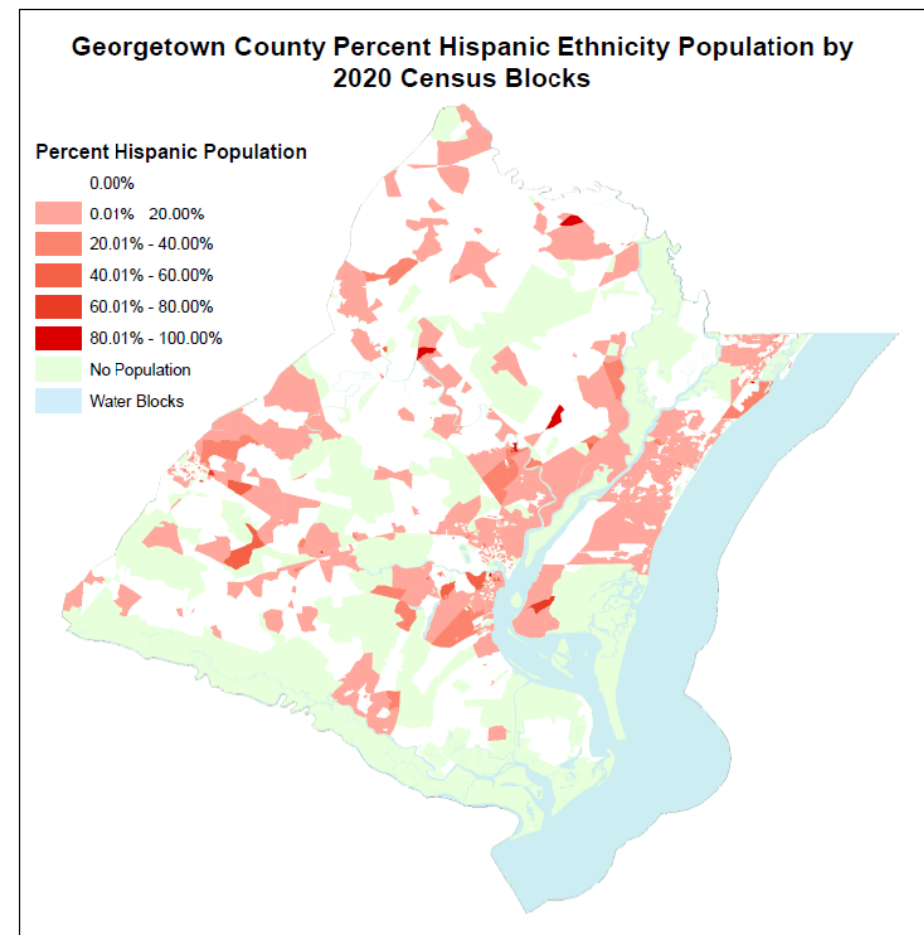 Georgetown County Percent Hispanic Ethnicity Population by
2020 Census Blocks
Percent Hispanic Population
0.00%
0.01% - 20.00%
20.01% - 40.00%
40.01% - 60.00%
60.01% - 80.00%
80.01% - 100.00%
No Population
Water Blocks